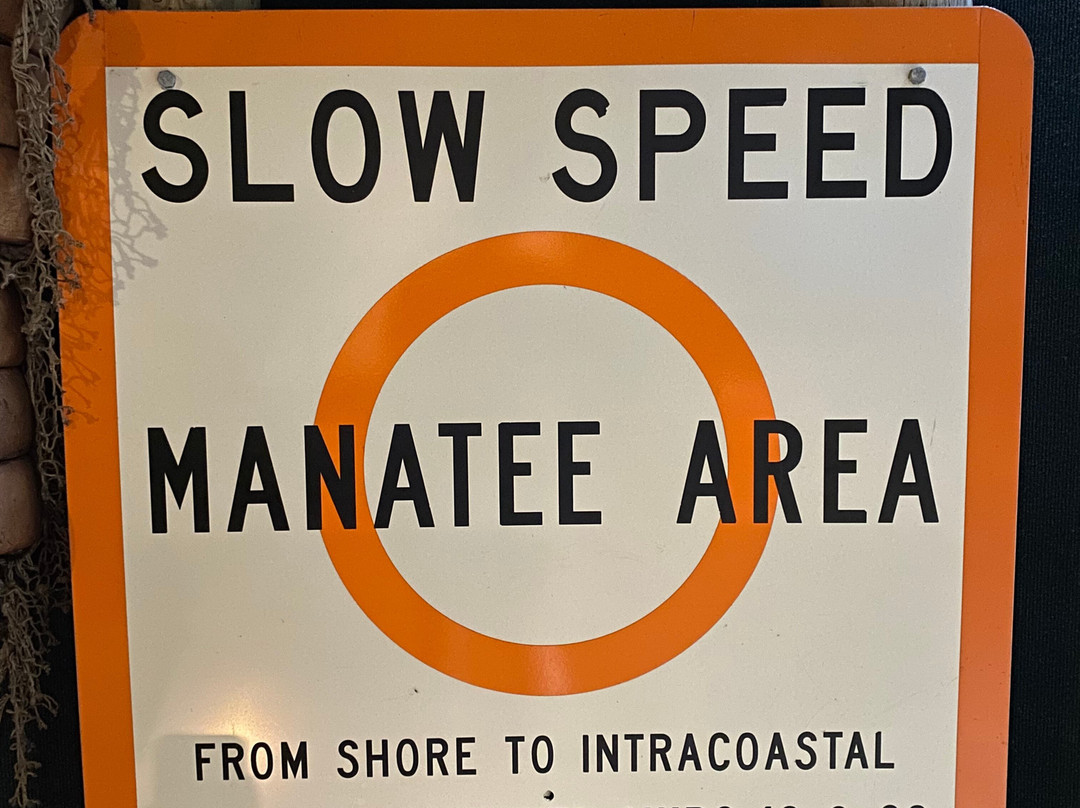 SLOW SPEED
MANATEE AREA
FROM SHORE TO INTRACOASTAL